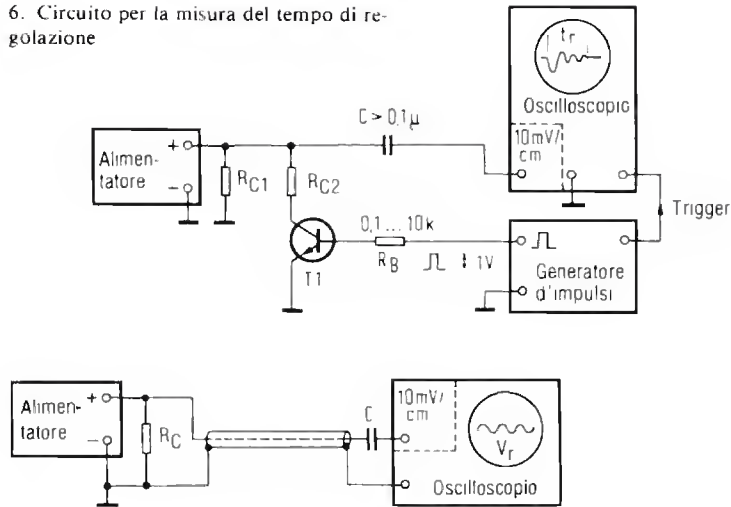 6. Circuito per la misura del tempo di re-
golazione
tr
Oscilloscopio
C > 0,1µ
10mV/
cm
Alimen-
tatore
+
−
RC1
RC2
Trigger
0,1...10k
RB
1V
T1
Generatore
d'impulsi
Alimen-
tatore
+
−
RC
C
10mV/
cm
Vr
Oscilloscopio